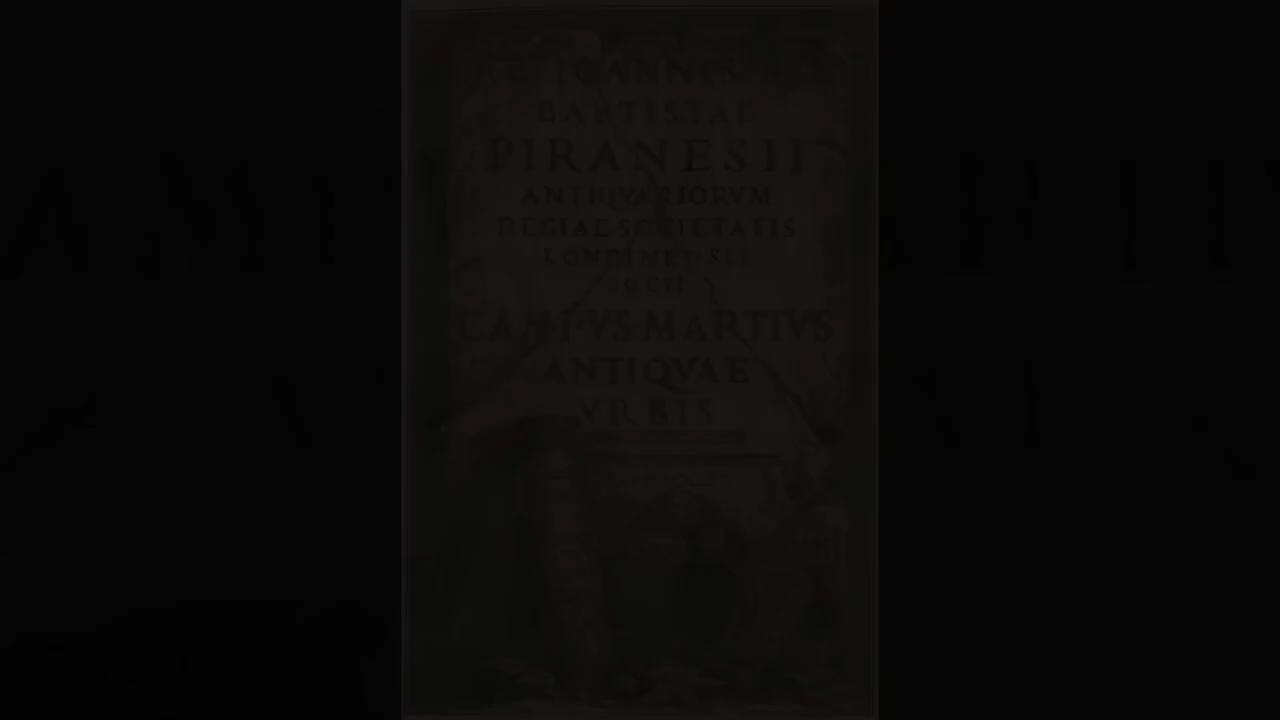 IOANNIS
BAPTISTAE
PIRANESII
ANTIQVARIORVM
REGIAE SOCIETATIS
LONDINENSIS
SOCII
CAMPVS MARTIVS
ANTIQVAE
VRBIS